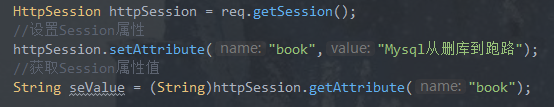 HttpSession httpSession = req.getSession();
//设置Session属性
httpSession.setAttribute( name: "book", value: "Mysql从删库到跑路");
//获取Session属性值
String seValue = (String)httpSession.getAttribute( name: "book");